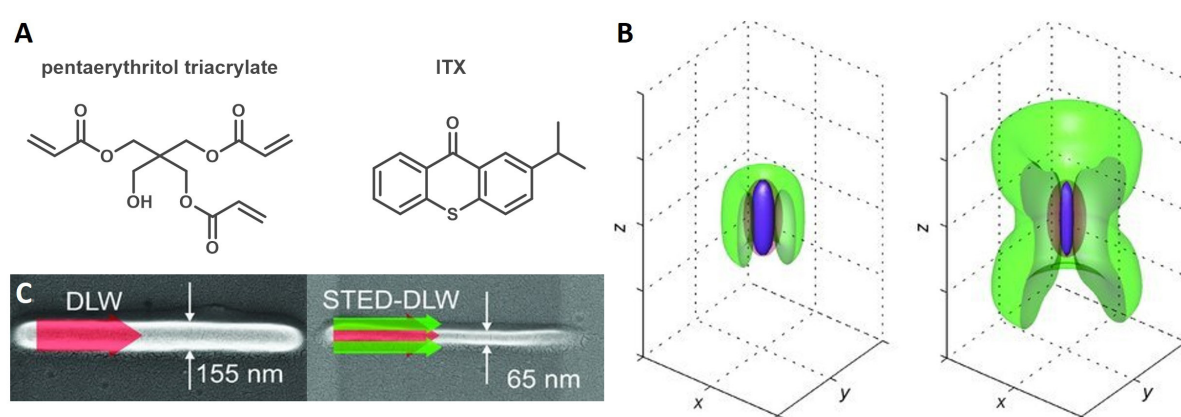 A
pentaerythritol triacrylate
ITX
O
O
O
O
OH
O
O
O
S
B
z
x
y
z
x
y
C
DLW
155 nm
STED-DLW
65 nm